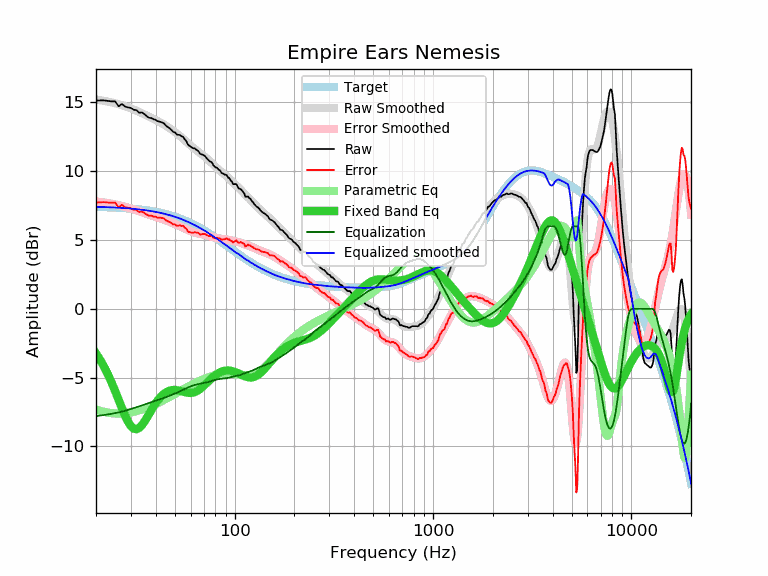 Empire Ears Nemesis
Target
Raw Smoothed
Error Smoothed
Raw
Error
Parametric Eq
Fixed Band Eq
Equalization
Equalized smoothed
15
10
5
0
−5
−10
Amplitude (dBr)
100
1000
10000
Frequency (Hz)